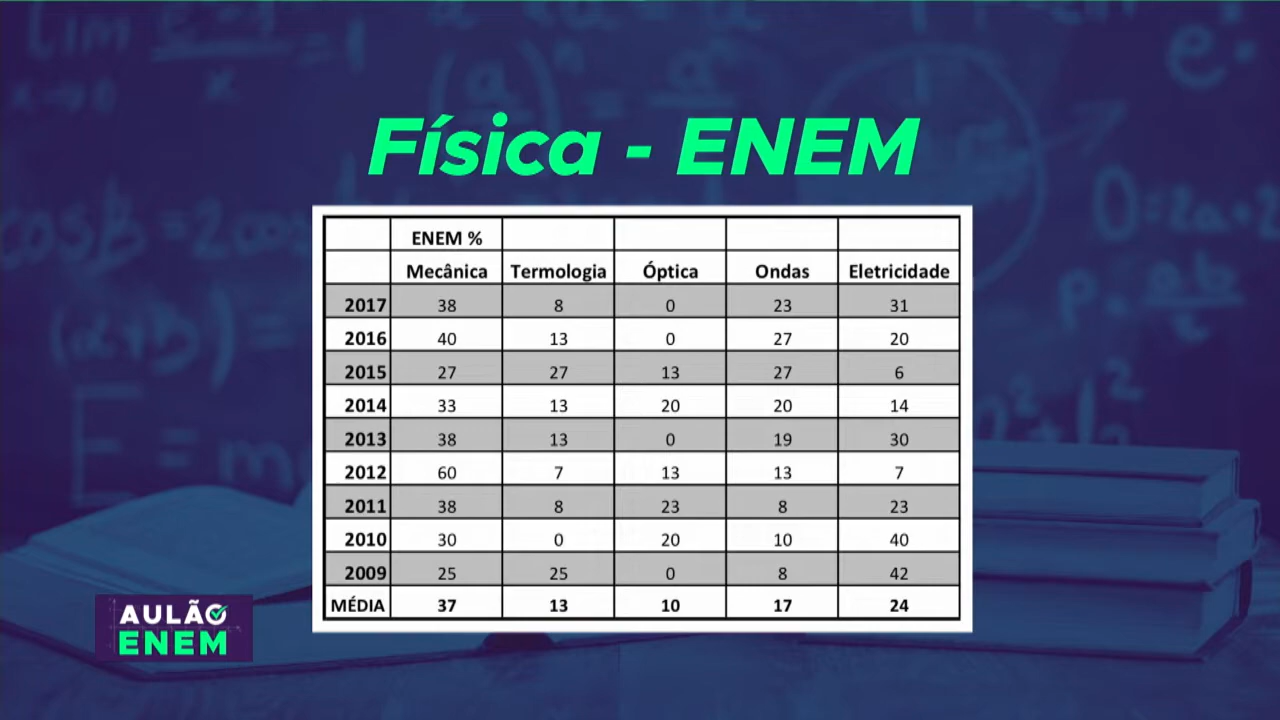 Física - ENEM
ENEM %
Mecânica Termologia Óptica Ondas Eletricidade
2017 38 8 0 23 31
2016 40 13 0 27 20
2015 27 27 13 27 6
2014 33 13 20 20 14
2013 38 13 0 19 30
2012 60 7 13 13 7
2011 38 8 23 8 23
2010 30 0 20 10 40
2009 25 25 0 8 42
MÉDIA 37 13 10 17 24
AULÃO
ENEM